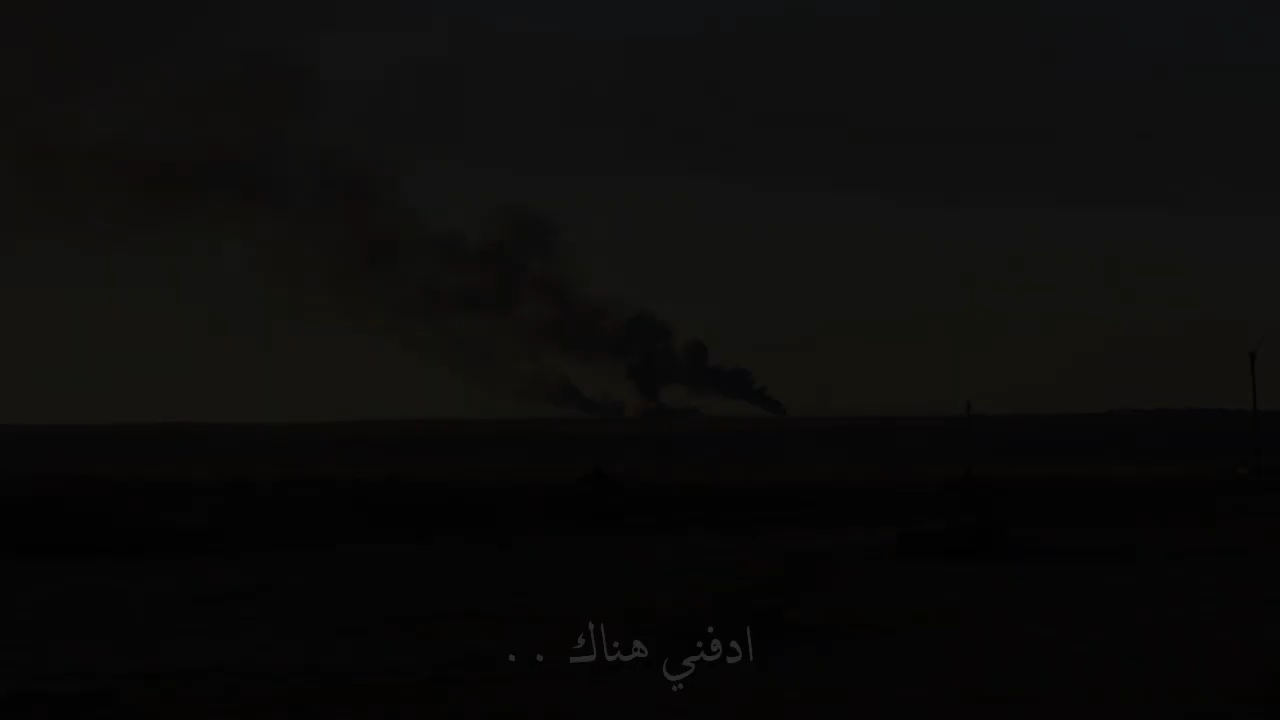 ادفني هناك . .